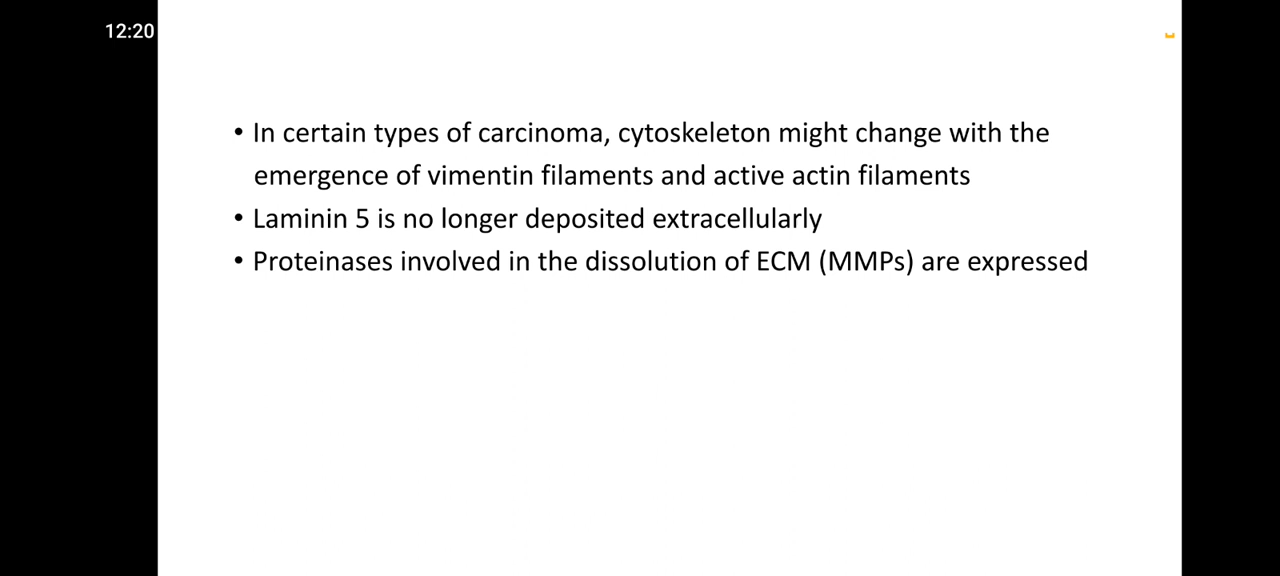 12:20
• In certain types of carcinoma, cytoskeleton might change with the
emergence of vimentin filaments and active actin filaments
• Laminin 5 is no longer deposited extracellularly
• Proteinases involved in the dissolution of ECM (MMPs) are expressed